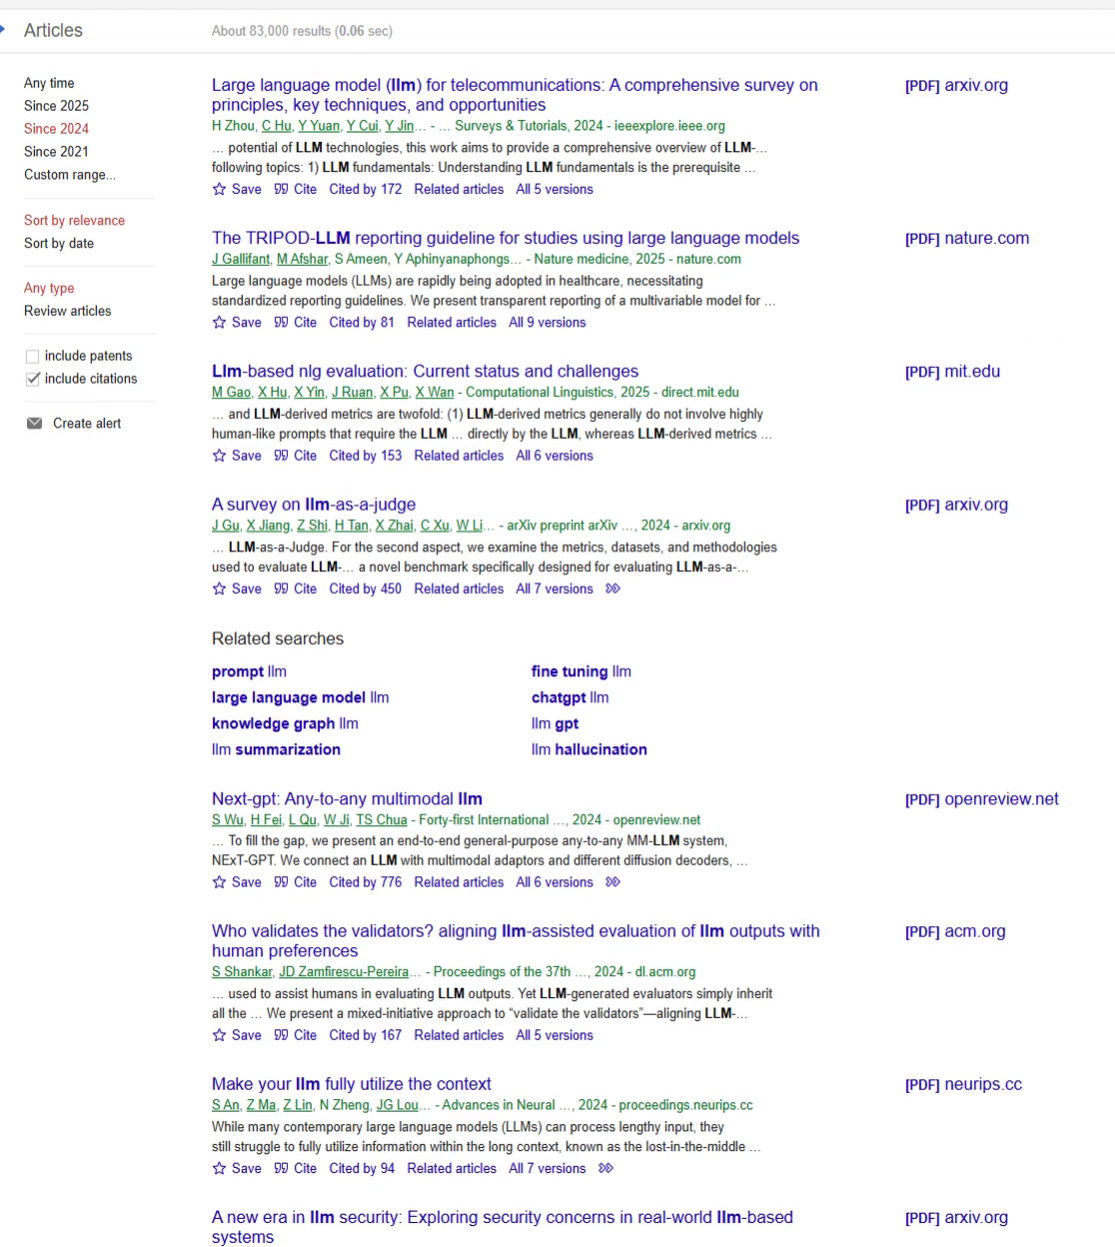 Articles
About 83,000 results (0.06 sec)
Any time
Since 2025
Since 2024
Since 2021
Custom range...
Sort by relevance
Sort by date
Any type
Review articles
include patents
include citations
Create alert
Large language model (llm) for telecommunications: A comprehensive survey on
principles, key techniques, and opportunities
[PDF] arxiv.org
H Zhou, C Hu, Y Yuan, Y Cui, Y Jin… - … Surveys & Tutorials, 2024 - ieeexplore.ieee.org
… potential of LLM technologies, this work aims to provide a comprehensive overview of LLM-…
following topics: 1) LLM fundamentals: Understanding LLM fundamentals is the prerequisite …
Save Cite Cited by 172 Related articles All 5 versions
The TRIPOD-LLM reporting guideline for studies using large language models
[PDF] nature.com
J Gallifant, M Afshar, S Ameen, Y Aphinyanaphongs… - Nature medicine, 2025 - nature.com
Large language models (LLMs) are rapidly being adopted in healthcare, necessitating
standardized reporting guidelines. We present transparent reporting of a multivariable model for …
Save Cite Cited by 81 Related articles All 9 versions
Llm-based nlg evaluation: Current status and challenges
[PDF] mit.edu
M Gao, X Hu, X Yin, J Ruan, X Pu, X Wan - Computational Linguistics, 2025 - direct.mit.edu
… and LLM-derived metrics are twofold: (1) LLM-derived metrics generally do not involve highly
human-like prompts that require the LLM … directly by the LLM, whereas LLM-derived metrics …
Save Cite Cited by 153 Related articles All 6 versions
A survey on llm-as-a-judge
[PDF] arxiv.org
J Gu, X Jiang, Z Shi, H Tan, X Zhai, C Xu, W Li… - arXiv preprint arXiv …, 2024 - arxiv.org
… LLM-as-a-Judge. For the second aspect, we examine the metrics, datasets, and methodologies
used to evaluate LLM-… a novel benchmark specifically designed for evaluating LLM-as-a-…
Save Cite Cited by 450 Related articles All 7 versions
Related searches
prompt llm
fine tuning llm
large language model llm
chatgpt llm
knowledge graph llm
llm gpt
llm summarization
llm hallucination
Next-gpt: Any-to-any multimodal llm
[PDF] openreview.net
S Wu, H Fei, L Qu, W Ji, TS Chua - Forty-first International …, 2024 - openreview.net
… To fill the gap, we present an end-to-end general-purpose any-to-any MM-LLM system,
NExT-GPT. We connect an LLM with multimodal adaptors and different diffusion decoders, …
Save Cite Cited by 776 Related articles All 6 versions
Who validates the validators? aligning llm-assisted evaluation of llm outputs with
human preferences
[PDF] acm.org
S Shankar, JD Zamfirescu-Pereira… - Proceedings of the 37th …, 2024 - dl.acm.org
… used to assist humans in evaluating LLM outputs. Yet LLM-generated evaluators simply inherit
all the … We present a mixed-initiative approach to “validate the validators”—aligning LLM-…
Save Cite Cited by 167 Related articles All 5 versions
Make your llm fully utilize the context
[PDF] neurips.cc
S An, Z Ma, Z Lin, N Zheng, JG Lou… - Advances in Neural …, 2024 - proceedings.neurips.cc
While many contemporary large language models (LLMs) can process lengthy input, they
still struggle to fully utilize information within the long context, known as the lost-in-the-middle …
Save Cite Cited by 94 Related articles All 7 versions
A new era in llm security: Exploring security concerns in real-world llm-based
systems
[PDF] arxiv.org